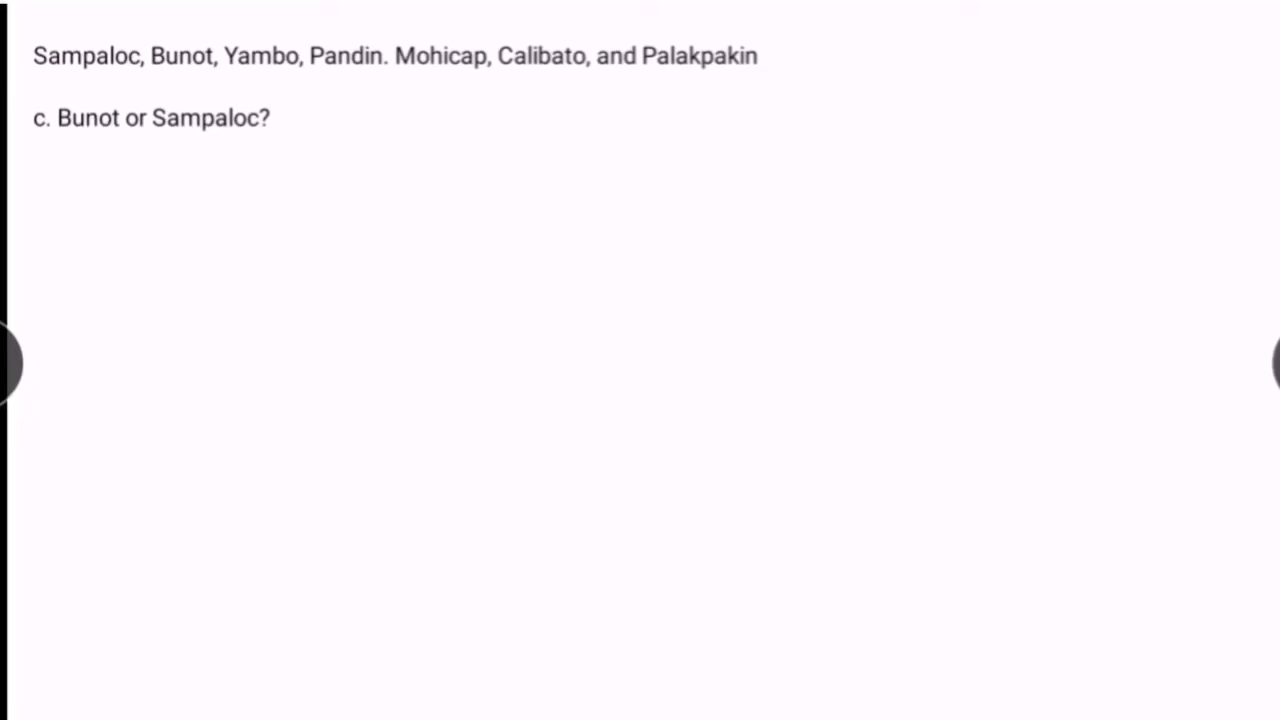 Sampaloc, Bunot, Yambo, Pandin. Mohicap, Calibato, and Palakpakin
c. Bunot or Sampaloc?